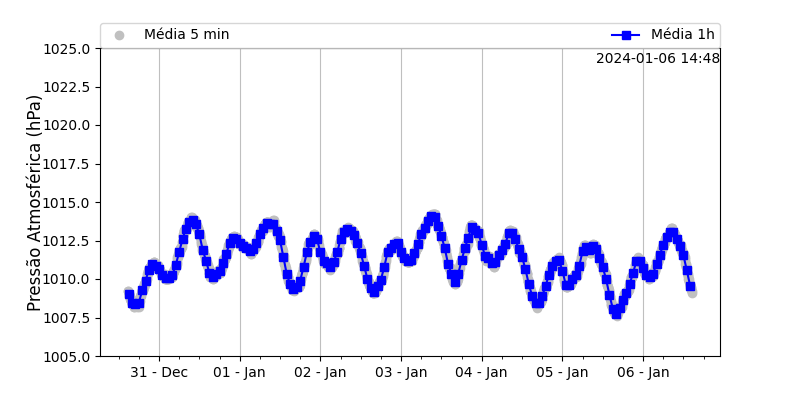 Média 5 min
Média 1h
2024-01-06 14:48
Pressão Atmosférica (hPa)
1025.0
1022.5
1020.0
1017.5
1015.0
1012.5
1010.0
1007.5
1005.0
31 - Dec
01 - Jan
02 - Jan
03 - Jan
04 - Jan
05 - Jan
06 - Jan